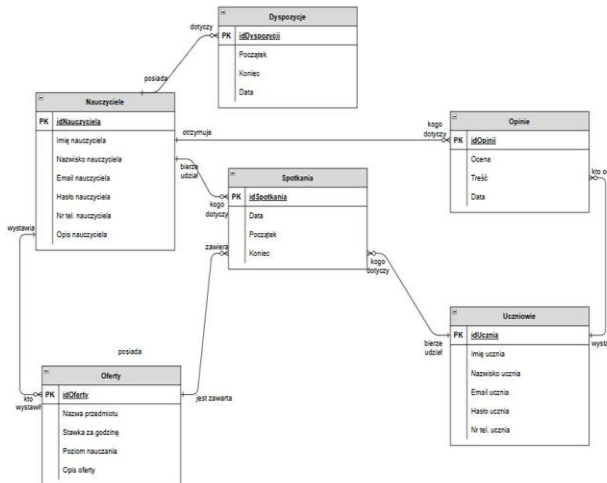 Dyspozycje
PK idDyspozycji
Początek
Koniec
Data
dotyczy
posiada
Nauczyciele
PK idNauczyciela
Imię nauczyciela
Nazwisko nauczyciela
Email nauczyciela
Hasło nauczyciela
Nr tel. nauczyciela
Opis nauczyciela
otrzymuje
kogo
dotyczy
Opinie
PK idOpinii
Ocena
Treść
Data
bierze
udział
kogo
dotyczy
Spotkania
PK idSpotkania
Data
Początek
Koniec
kto
wystawia
zawiera
kogo
dotyczy
Uczniowie
PK idUcznia
Imię ucznia
Nazwisko ucznia
Email ucznia
Hasło ucznia
Nr tel. ucznia
bierze
udział
wysta
posiada
Oferty
PK idOferty
Nazwa przedmiotu
Stawka za godzinę
Poziom nauczania
Opis oferty
kto
wystawił
jest zawarta